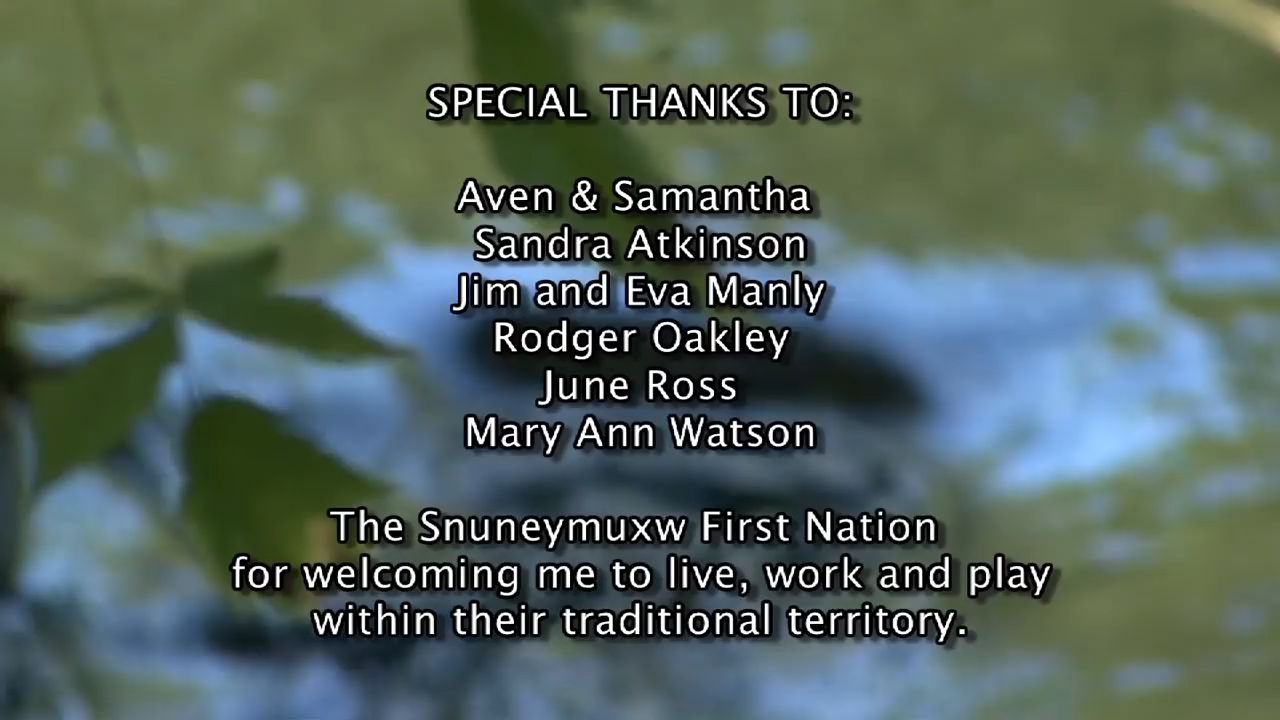 SPECIAL THANKS TO:
Aven & Samantha
Sandra Atkinson
Jim and Eva Manly
Rodger Oakley
June Ross
Mary Ann Watson
The Snuneymuxw First Nation
for welcoming me to live, work and play
within their traditional territory.